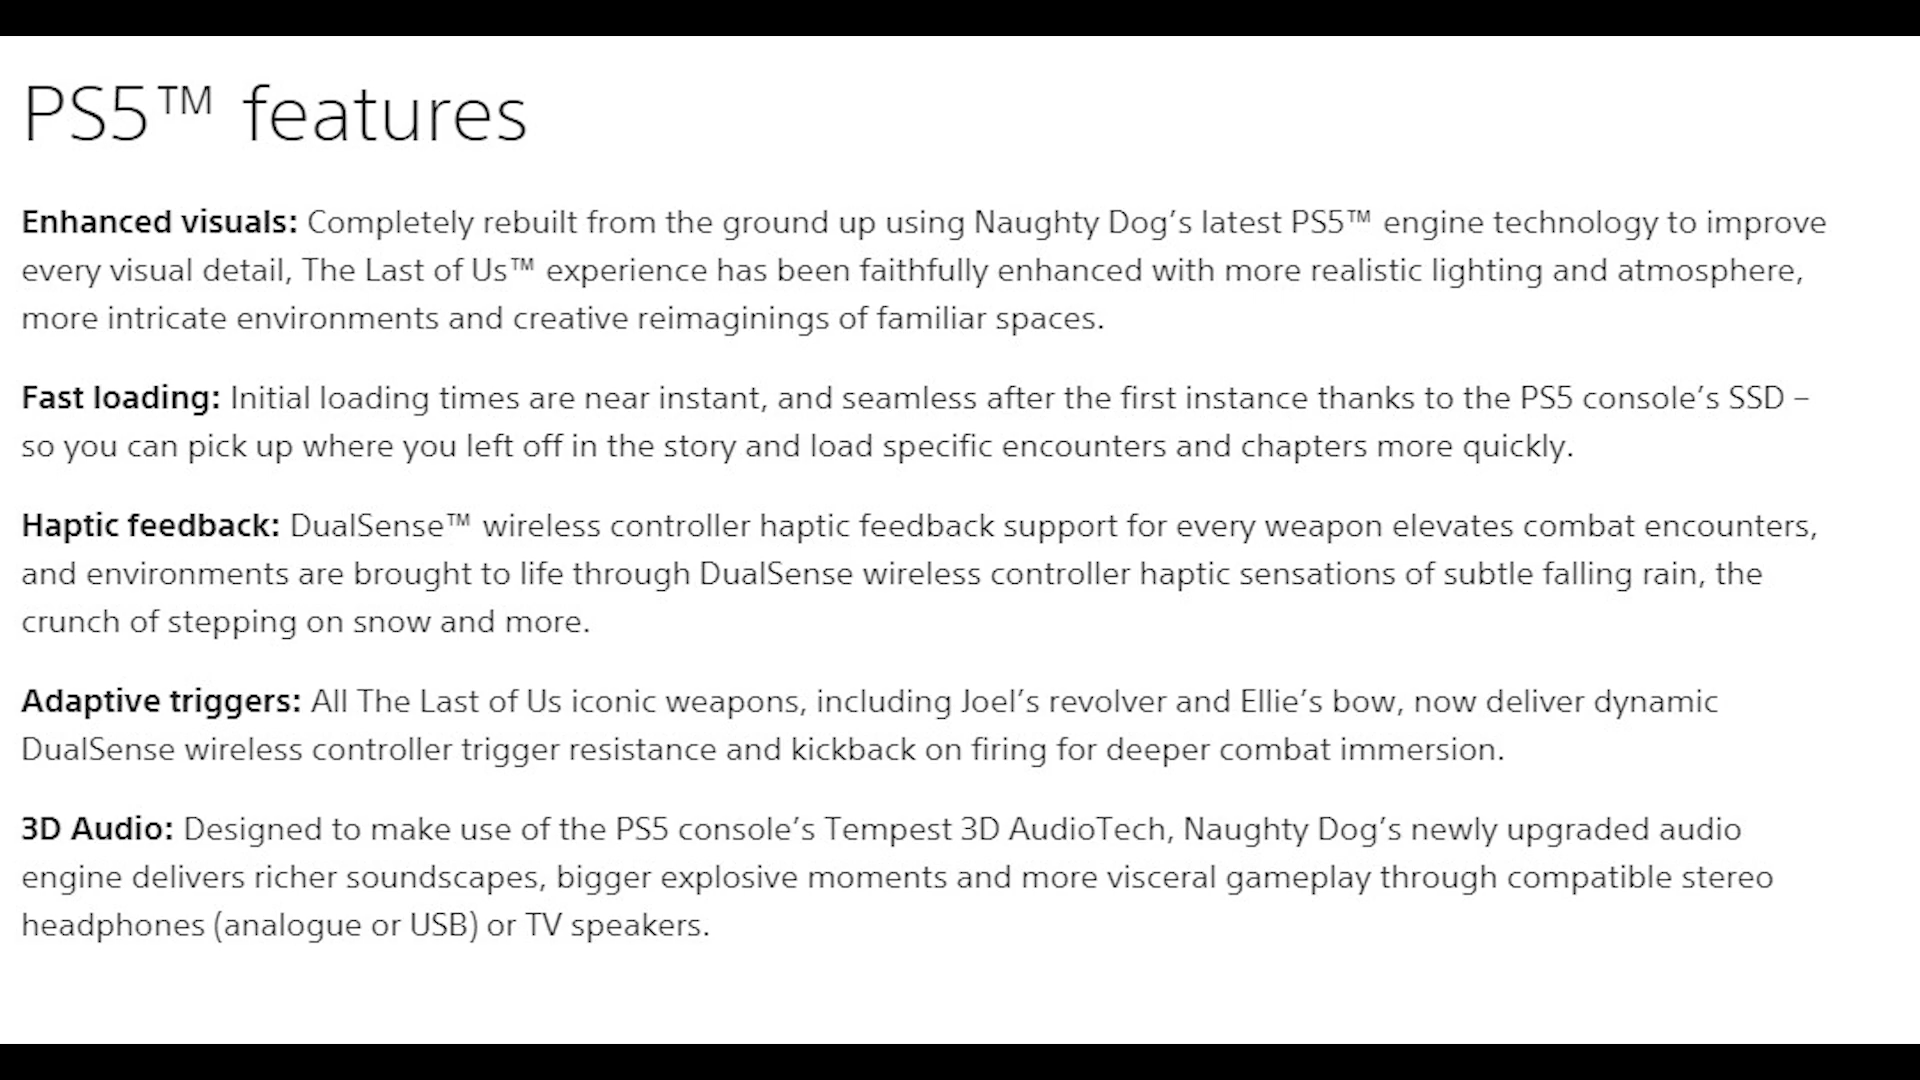 PS5™ features
Enhanced visuals: Completely rebuilt from the ground up using Naughty Dog’s latest PS5™ engine technology to improve
every visual detail, The Last of Us™ experience has been faithfully enhanced with more realistic lighting and atmosphere,
more intricate environments and creative reimaginings of familiar spaces.
Fast loading: Initial loading times are near instant, and seamless after the first instance thanks to the PS5 console’s SSD –
so you can pick up where you left off in the story and load specific encounters and chapters more quickly.
Haptic feedback: DualSense™ wireless controller haptic feedback support for every weapon elevates combat encounters,
and environments are brought to life through DualSense wireless controller haptic sensations of subtle falling rain, the
crunch of stepping on snow and more.
Adaptive triggers: All The Last of Us iconic weapons, including Joel’s revolver and Ellie’s bow, now deliver dynamic
DualSense wireless controller trigger resistance and kickback on firing for deeper combat immersion.
3D Audio: Designed to make use of the PS5 console’s Tempest 3D AudioTech, Naughty Dog’s newly upgraded audio
engine delivers richer soundscapes, bigger explosive moments and more visceral gameplay through compatible stereo
headphones (analogue or USB) or TV speakers.